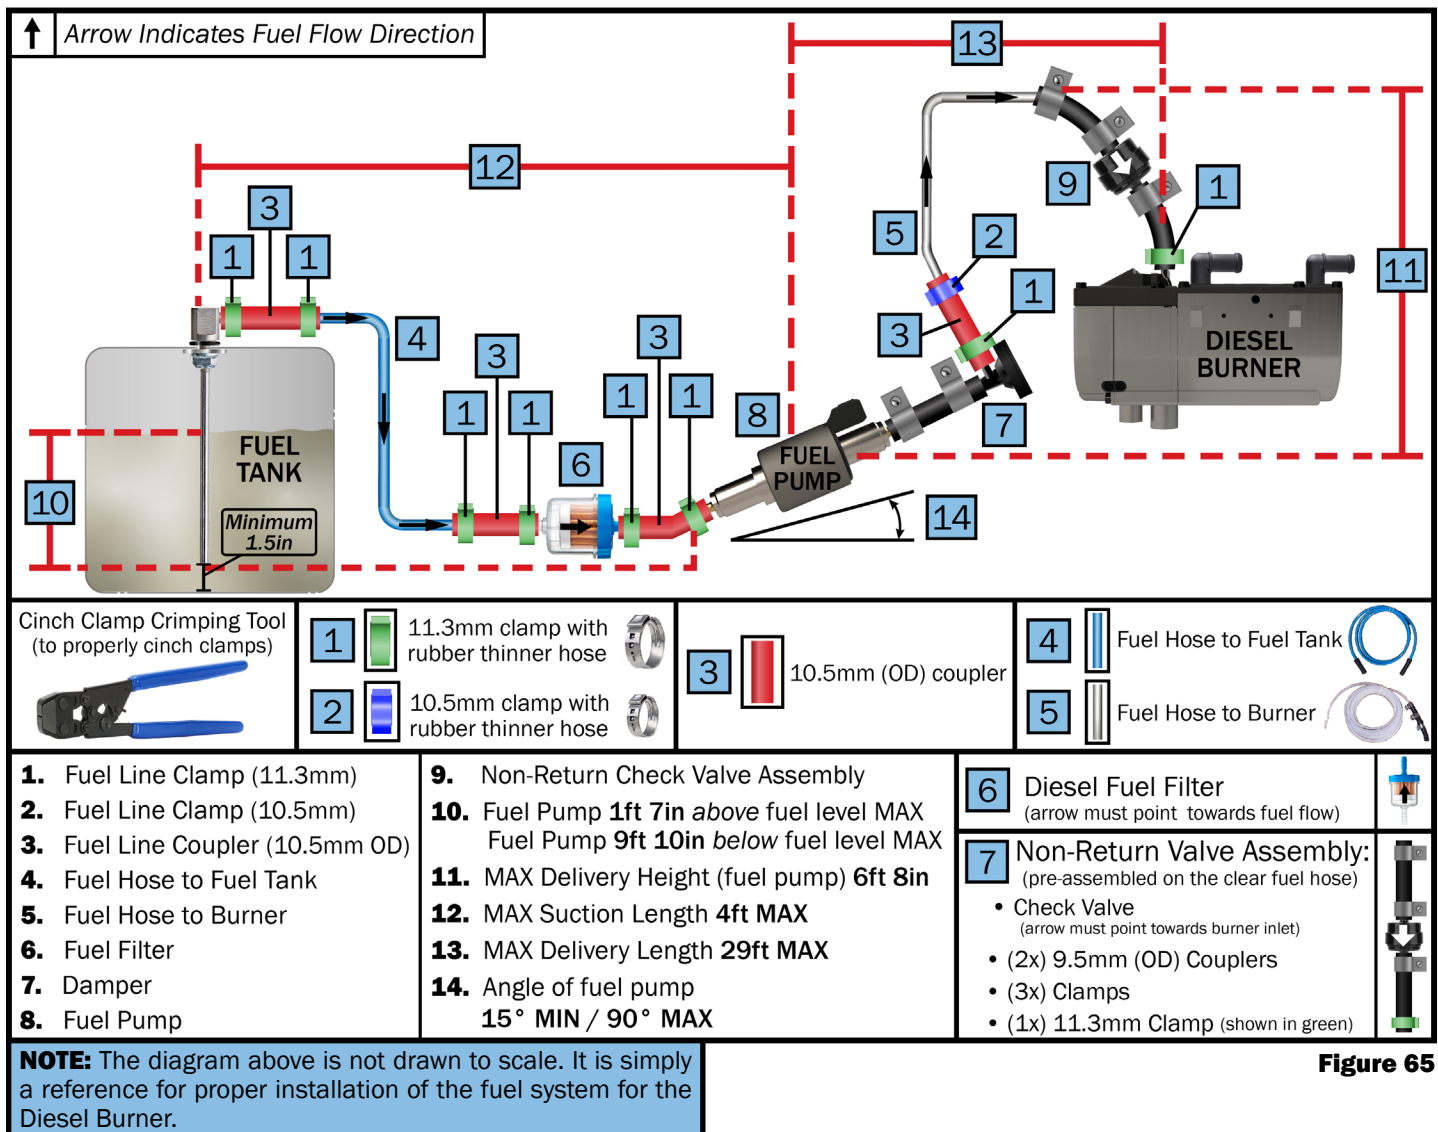 Arrow Indicates Fuel Flow Direction
13
12
9
1
3
5
2
1
1
11
1
4
3
DIESEL
BURNER
3
3
1
1
1
1
8
7
FUEL
TANK
6
FUEL
PUMP
10
Minimum
1.5in
14
Cinch Clamp Crimping Tool
(to properly cinch clamps)
1
11.3mm clamp with
rubber thinner hose
2
10.5mm clamp with
rubber thinner hose
3
10.5mm (OD) coupler
4
Fuel Hose to Fuel Tank
5
Fuel Hose to Burner
1. Fuel Line Clamp (11.3mm)
2. Fuel Line Clamp (10.5mm)
3. Fuel Line Coupler (10.5mm OD)
4. Fuel Hose to Fuel Tank
5. Fuel Hose to Burner
6. Fuel Filter
7. Damper
8. Fuel Pump
9. Non-Return Check Valve Assembly
10. Fuel Pump 1ft 7in above fuel level MAX
Fuel Pump 9ft 10in below fuel level MAX
11. MAX Delivery Height (fuel pump) 6ft 8in
12. MAX Suction Length 4ft MAX
13. MAX Delivery Length 29ft MAX
14. Angle of fuel pump
15° MIN / 90° MAX
6
Diesel Fuel Filter
(arrow must point towards fuel flow)
7
Non-Return Valve Assembly:
(pre-assembled on the clear fuel hose)
• Check Valve
(arrow must point towards burner inlet)
• (2x) 9.5mm (OD) Couplers
• (3x) Clamps
• (1x) 11.3mm Clamp (shown in green)
NOTE: The diagram above is not drawn to scale. It is simply
a reference for proper installation of the fuel system for the
Diesel Burner.
Figure 65